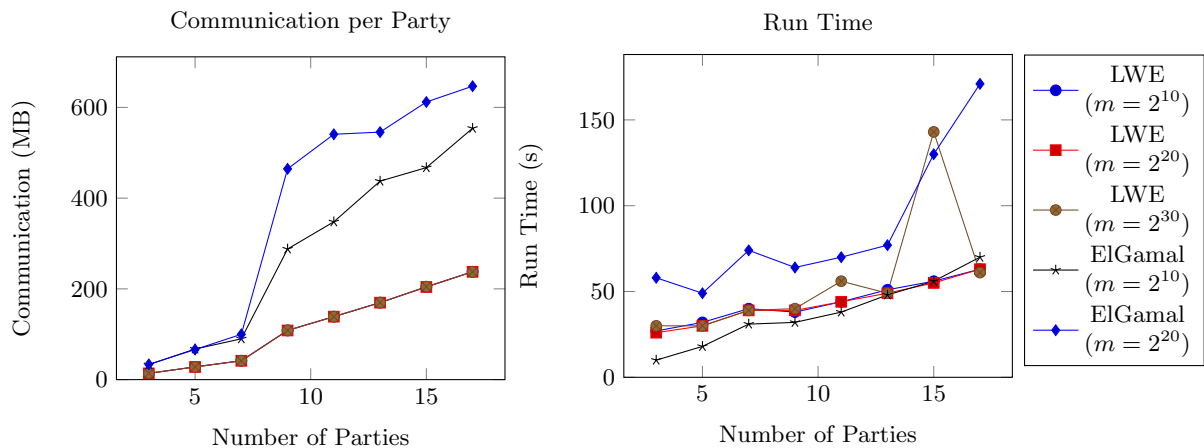 Communication per Party
Communication (MB)
600
400
200
0
5
10
15
Number of Parties
Run Time
Run Time (s)
150
100
50
0
5
10
15
Number of Parties
LWE
(m = 2^10)
LWE
(m = 2^20)
LWE
(m = 2^30)
ElGamal
(m = 2^10)
ElGamal
(m = 2^20)